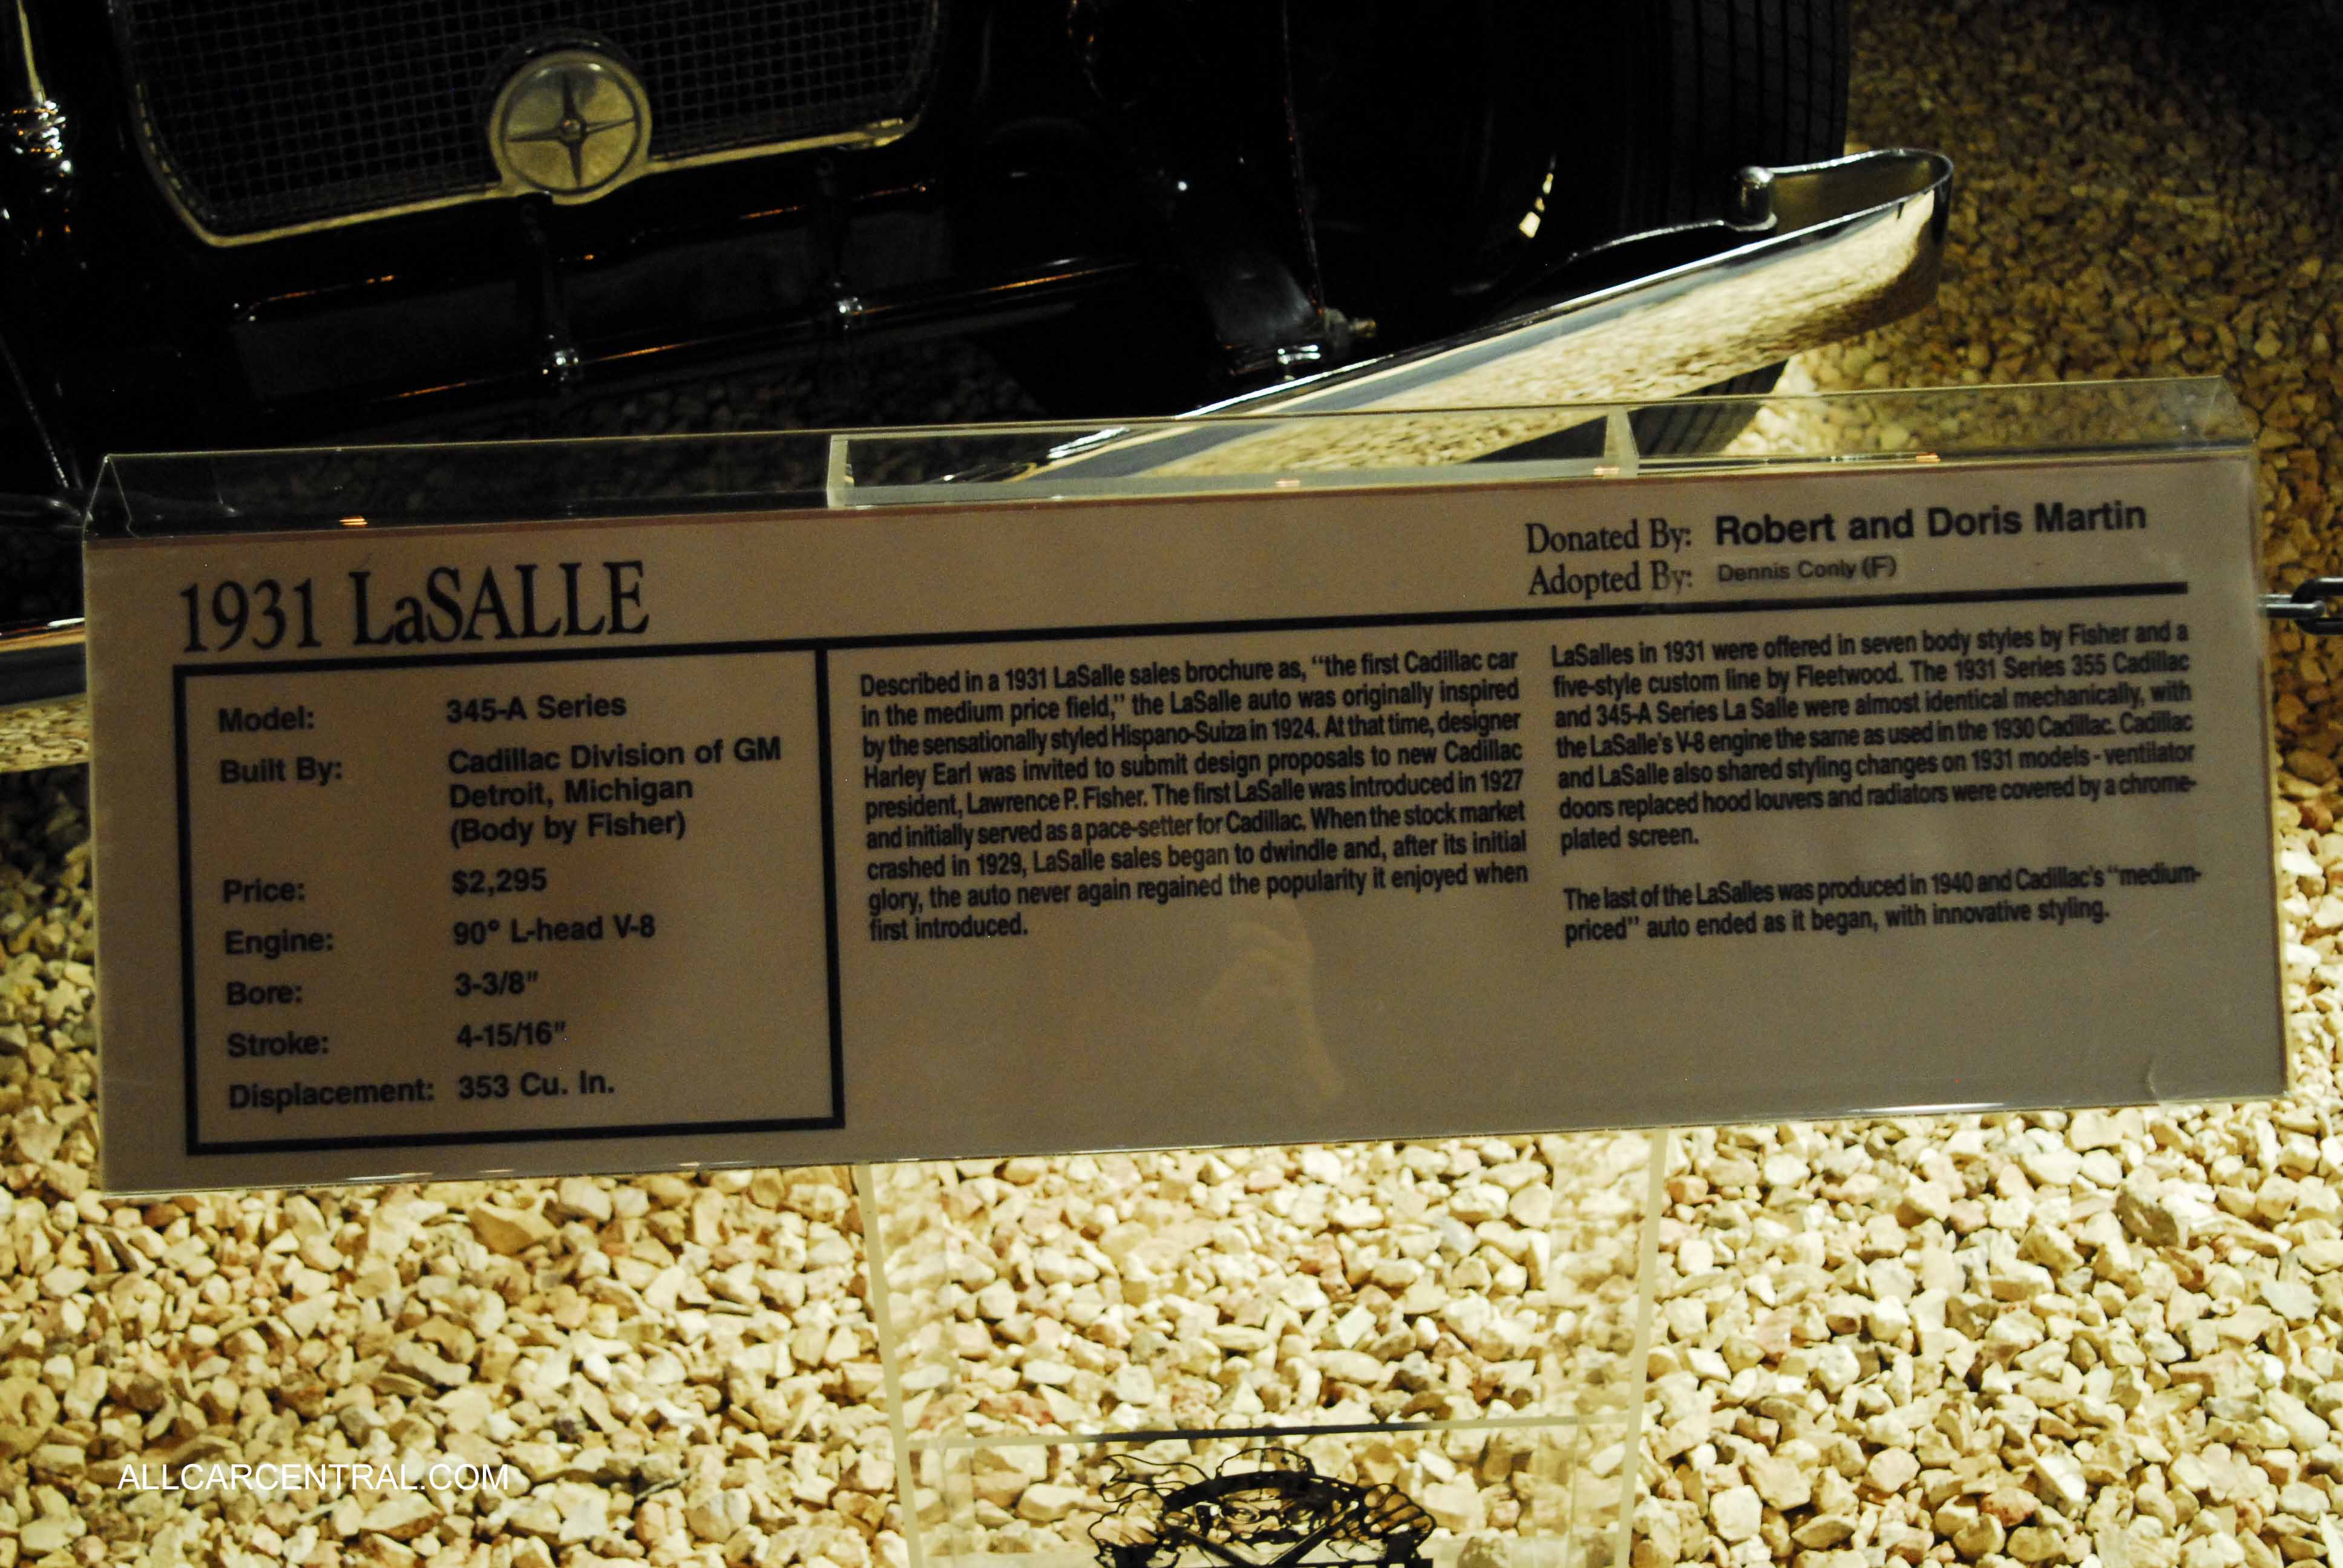 1931 LaSALLE
Donated By: Robert and Doris Martin
Adopted By: Dennis Conly (F)
Model: 345-A Series
Built By: Cadillac Division of GM
Detroit, Michigan
(Body by Fisher)
Price: $2,295
Engine: 90° L-head V-8
Bore: 3-3/8"
Stroke: 4-15/16"
Displacement: 353 Cu. In.
Described in a 1931 LaSalle sales brochure as, "the first Cadillac car
in the medium price field," the LaSalle auto was originally inspired
by the sensationally styled Hispano-Suiza in 1924. At that time, designer
Harley Earl was invited to submit design proposals to new Cadillac
president, Lawrence P. Fisher. The first LaSalle was introduced in 1927
and initially served as a pace-setter for Cadillac. When the stock market
crashed in 1929, LaSalle sales began to dwindle and, after its initial
glory, the auto never again regained the popularity it enjoyed when
first introduced.
LaSalles in 1931 were offered in seven body styles by Fisher and a
five-style custom line by Fleetwood. The 1931 Series 355 Cadillac
and 345-A Series La Salle were almost identical mechanically, with
the LaSalle's V-8 engine the same as used in the 1930 Cadillac. Cadillac
and LaSalle also shared styling changes on 1931 models - ventilator
doors replaced hood louvers and radiators were covered by a chrome-
plated screen.
The last of the LaSalles was produced in 1940 and Cadillac's "medium-
priced" auto ended as it began, with innovative styling.
ALLCARCENTRAL.COM